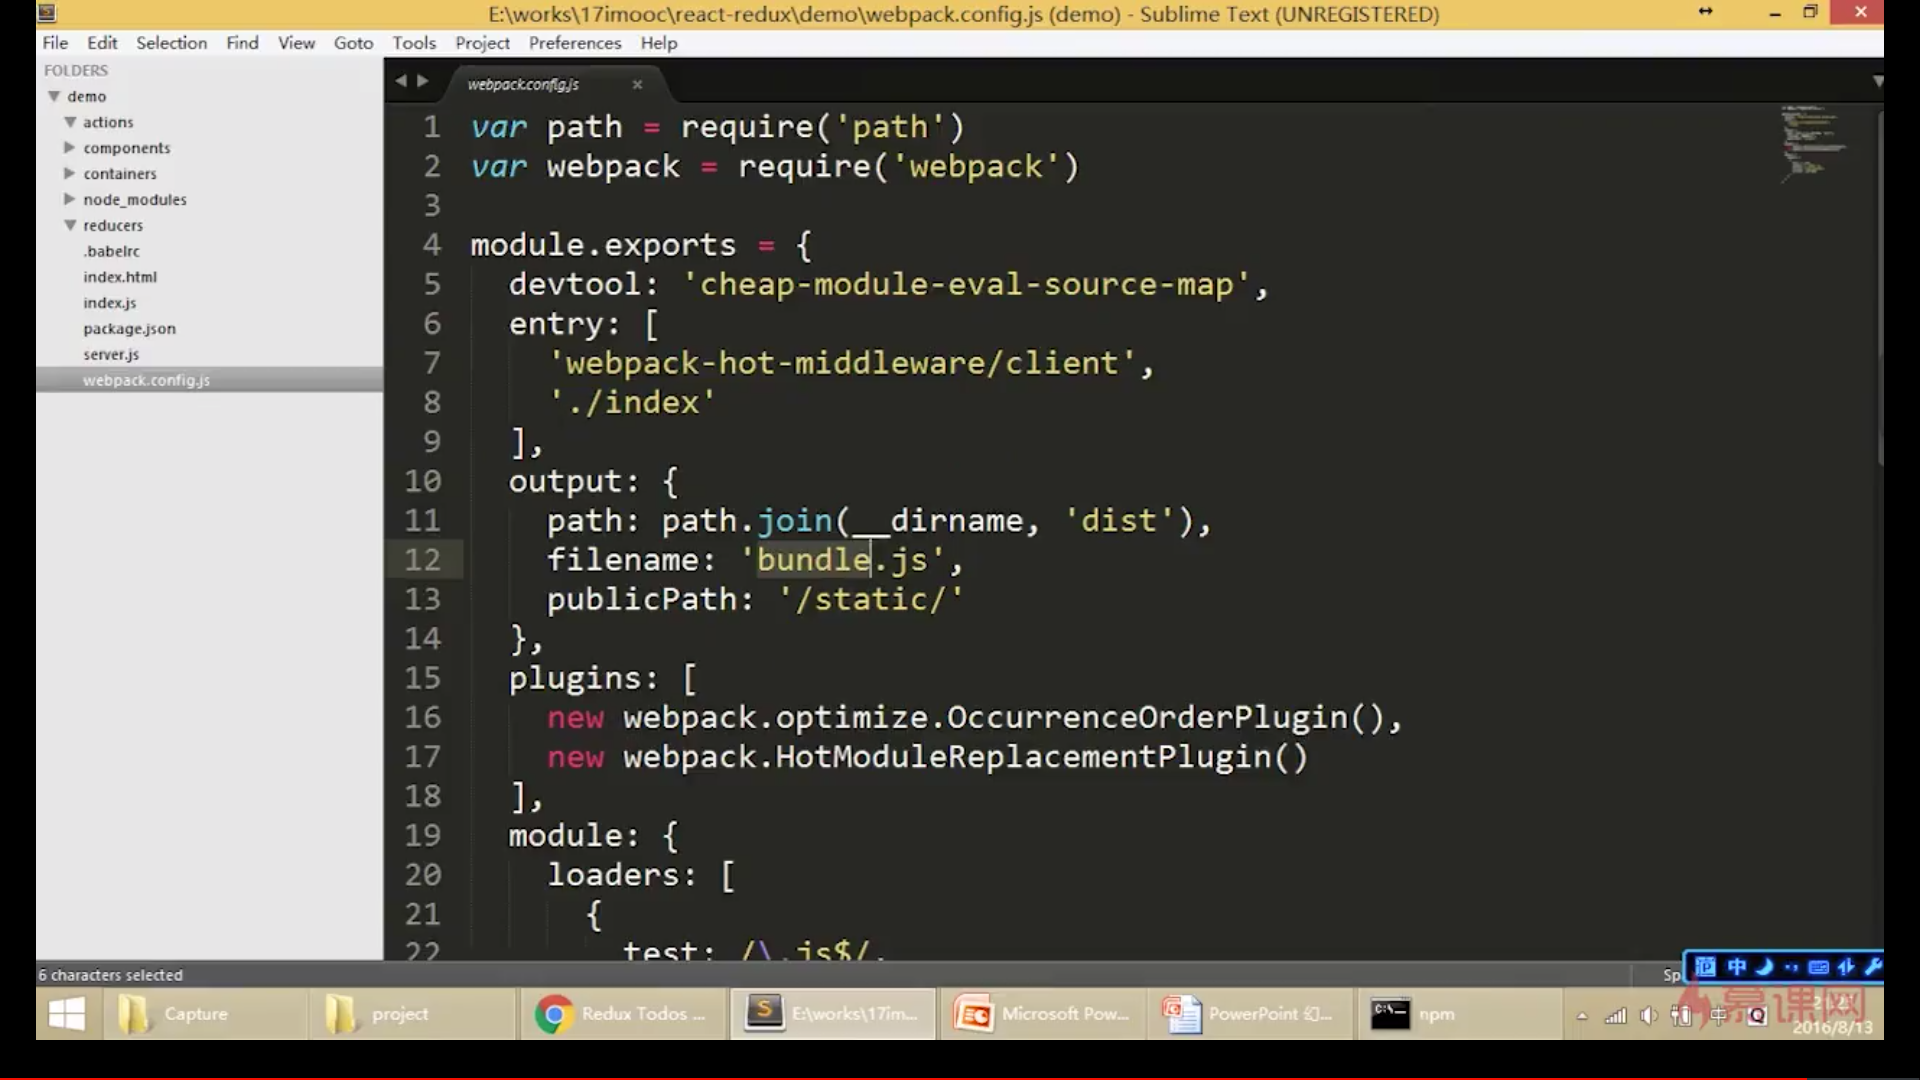 E:\works\17imooc\react-redux\demo\webpack.config.js (demo) - Sublime Text (UNREGISTERED)
File Edit Selection Find View Goto Tools Project Preferences Help
FOLDERS
demo
actions
components
containers
node_modules
reducers
.babelrc
index.html
index.js
package.json
server.js
webpack.config.js
webpack.config.js
1 var path = require('path')
2 var webpack = require('webpack')
3
4 module.exports = {
5 devtool: 'cheap-module-eval-source-map',
6 entry: [
7 'webpack-hot-middleware/client',
8 './index'
9 ],
10 output: {
11 path: path.join(__dirname, 'dist'),
12 filename: 'bundle.js',
13 publicPath: '/static/'
14 },
15 plugins: [
16 new webpack.optimize.OccurrenceOrderPlugin(),
17 new webpack.HotModuleReplacementPlugin()
18 ],
19 module: {
20 loaders: [
21 {
22 test: /\.js$/,
6 characters selected
中
Capture
project
Redux Todos ...
E:\works\17im...
Microsoft Pow...
PowerPoint 幻...
npm
慕课网
2016/8/13